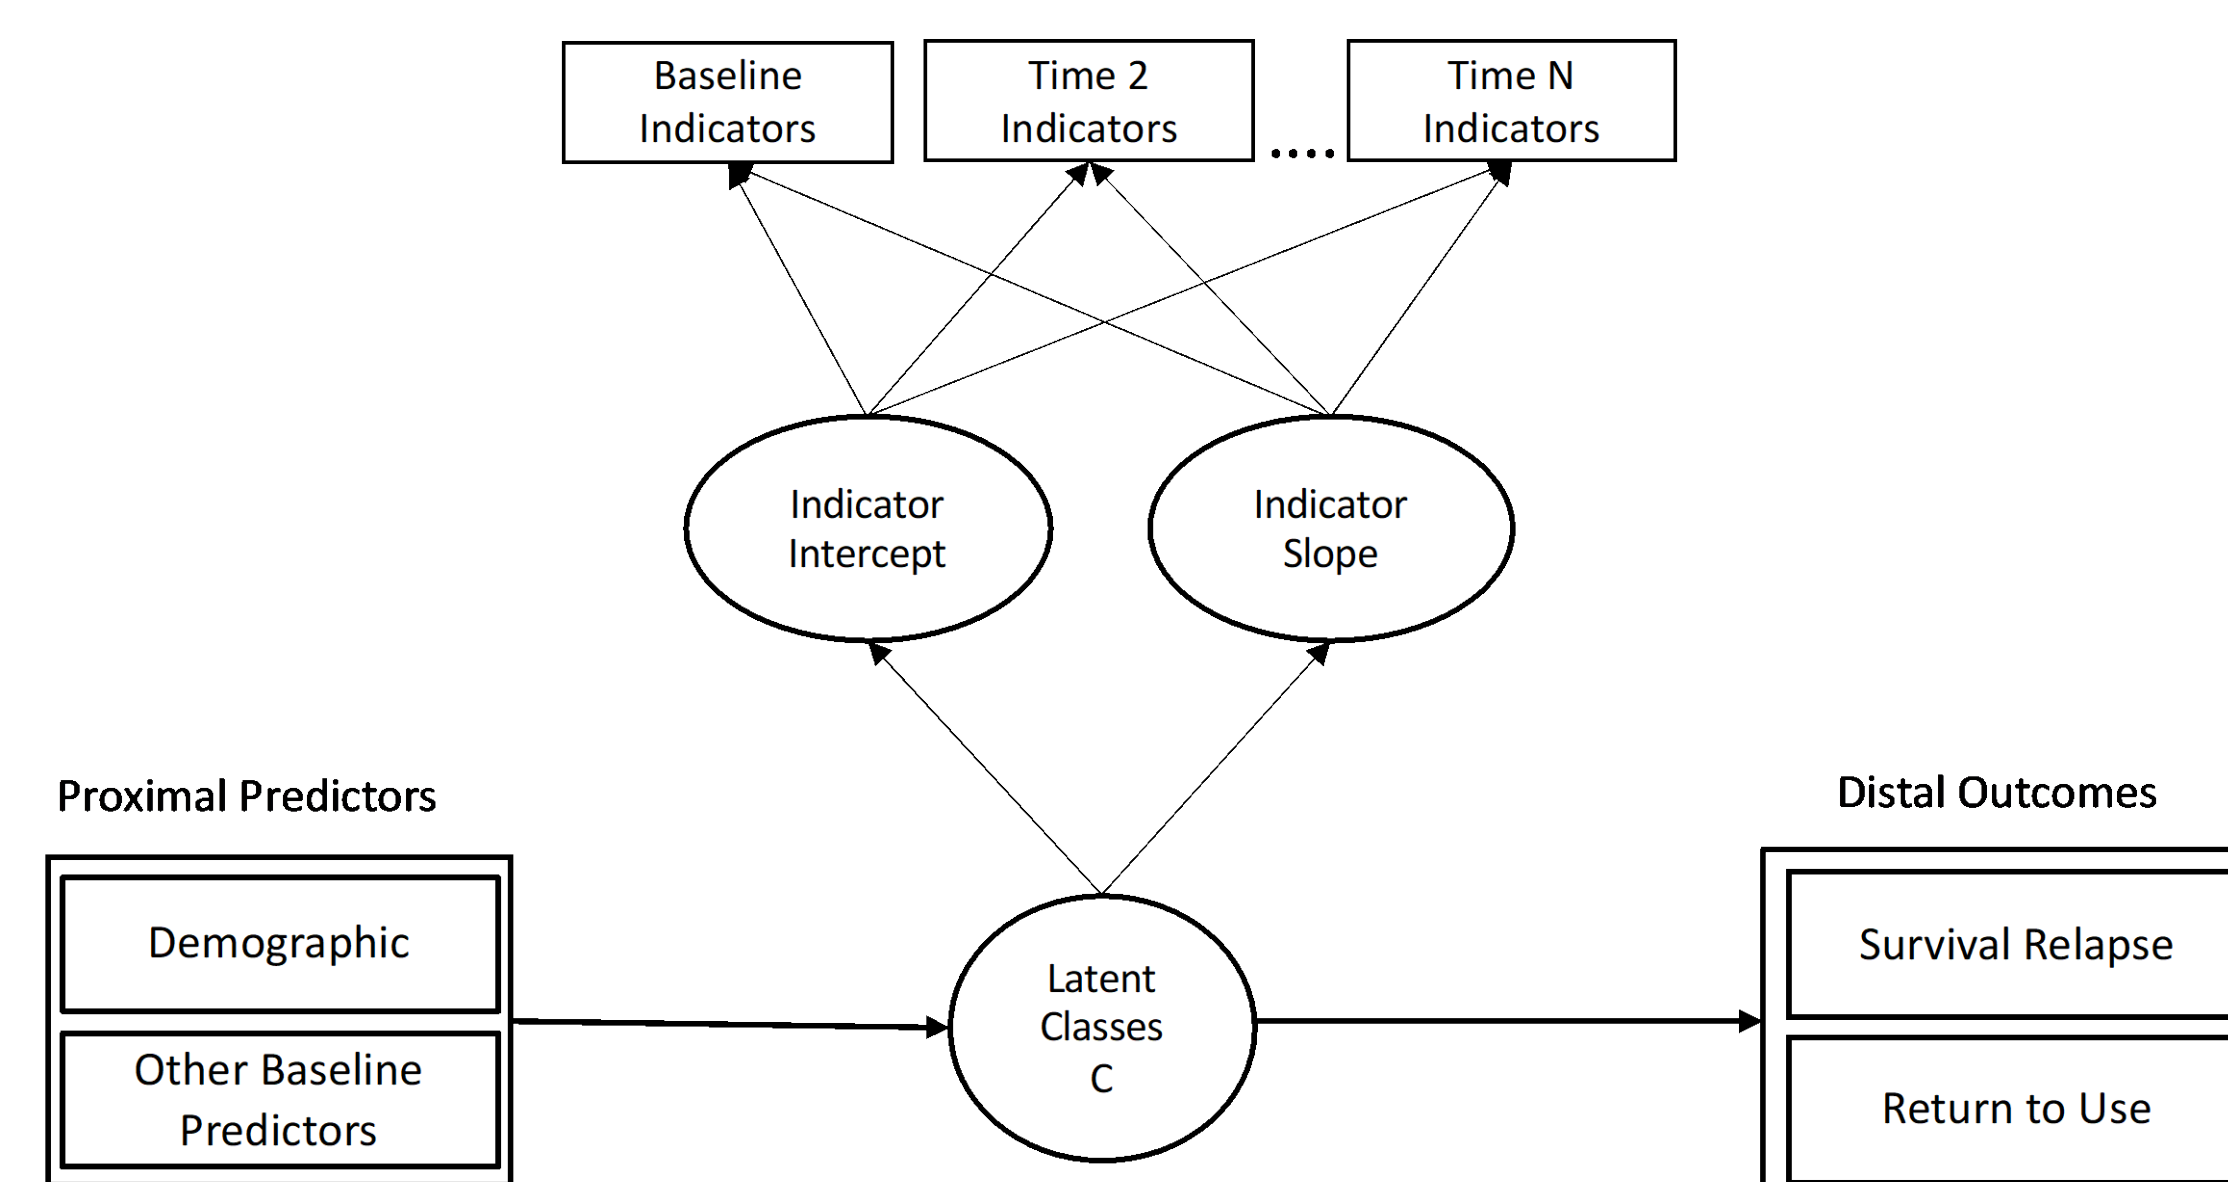 Baseline
Indicators
Time 2
Indicators
....
Time N
Indicators
Indicator
Intercept
Indicator
Slope
Proximal Predictors
Distal Outcomes
Demographic
Other Baseline
Predictors
Latent
Classes
C
Survival Relapse
Return to Use